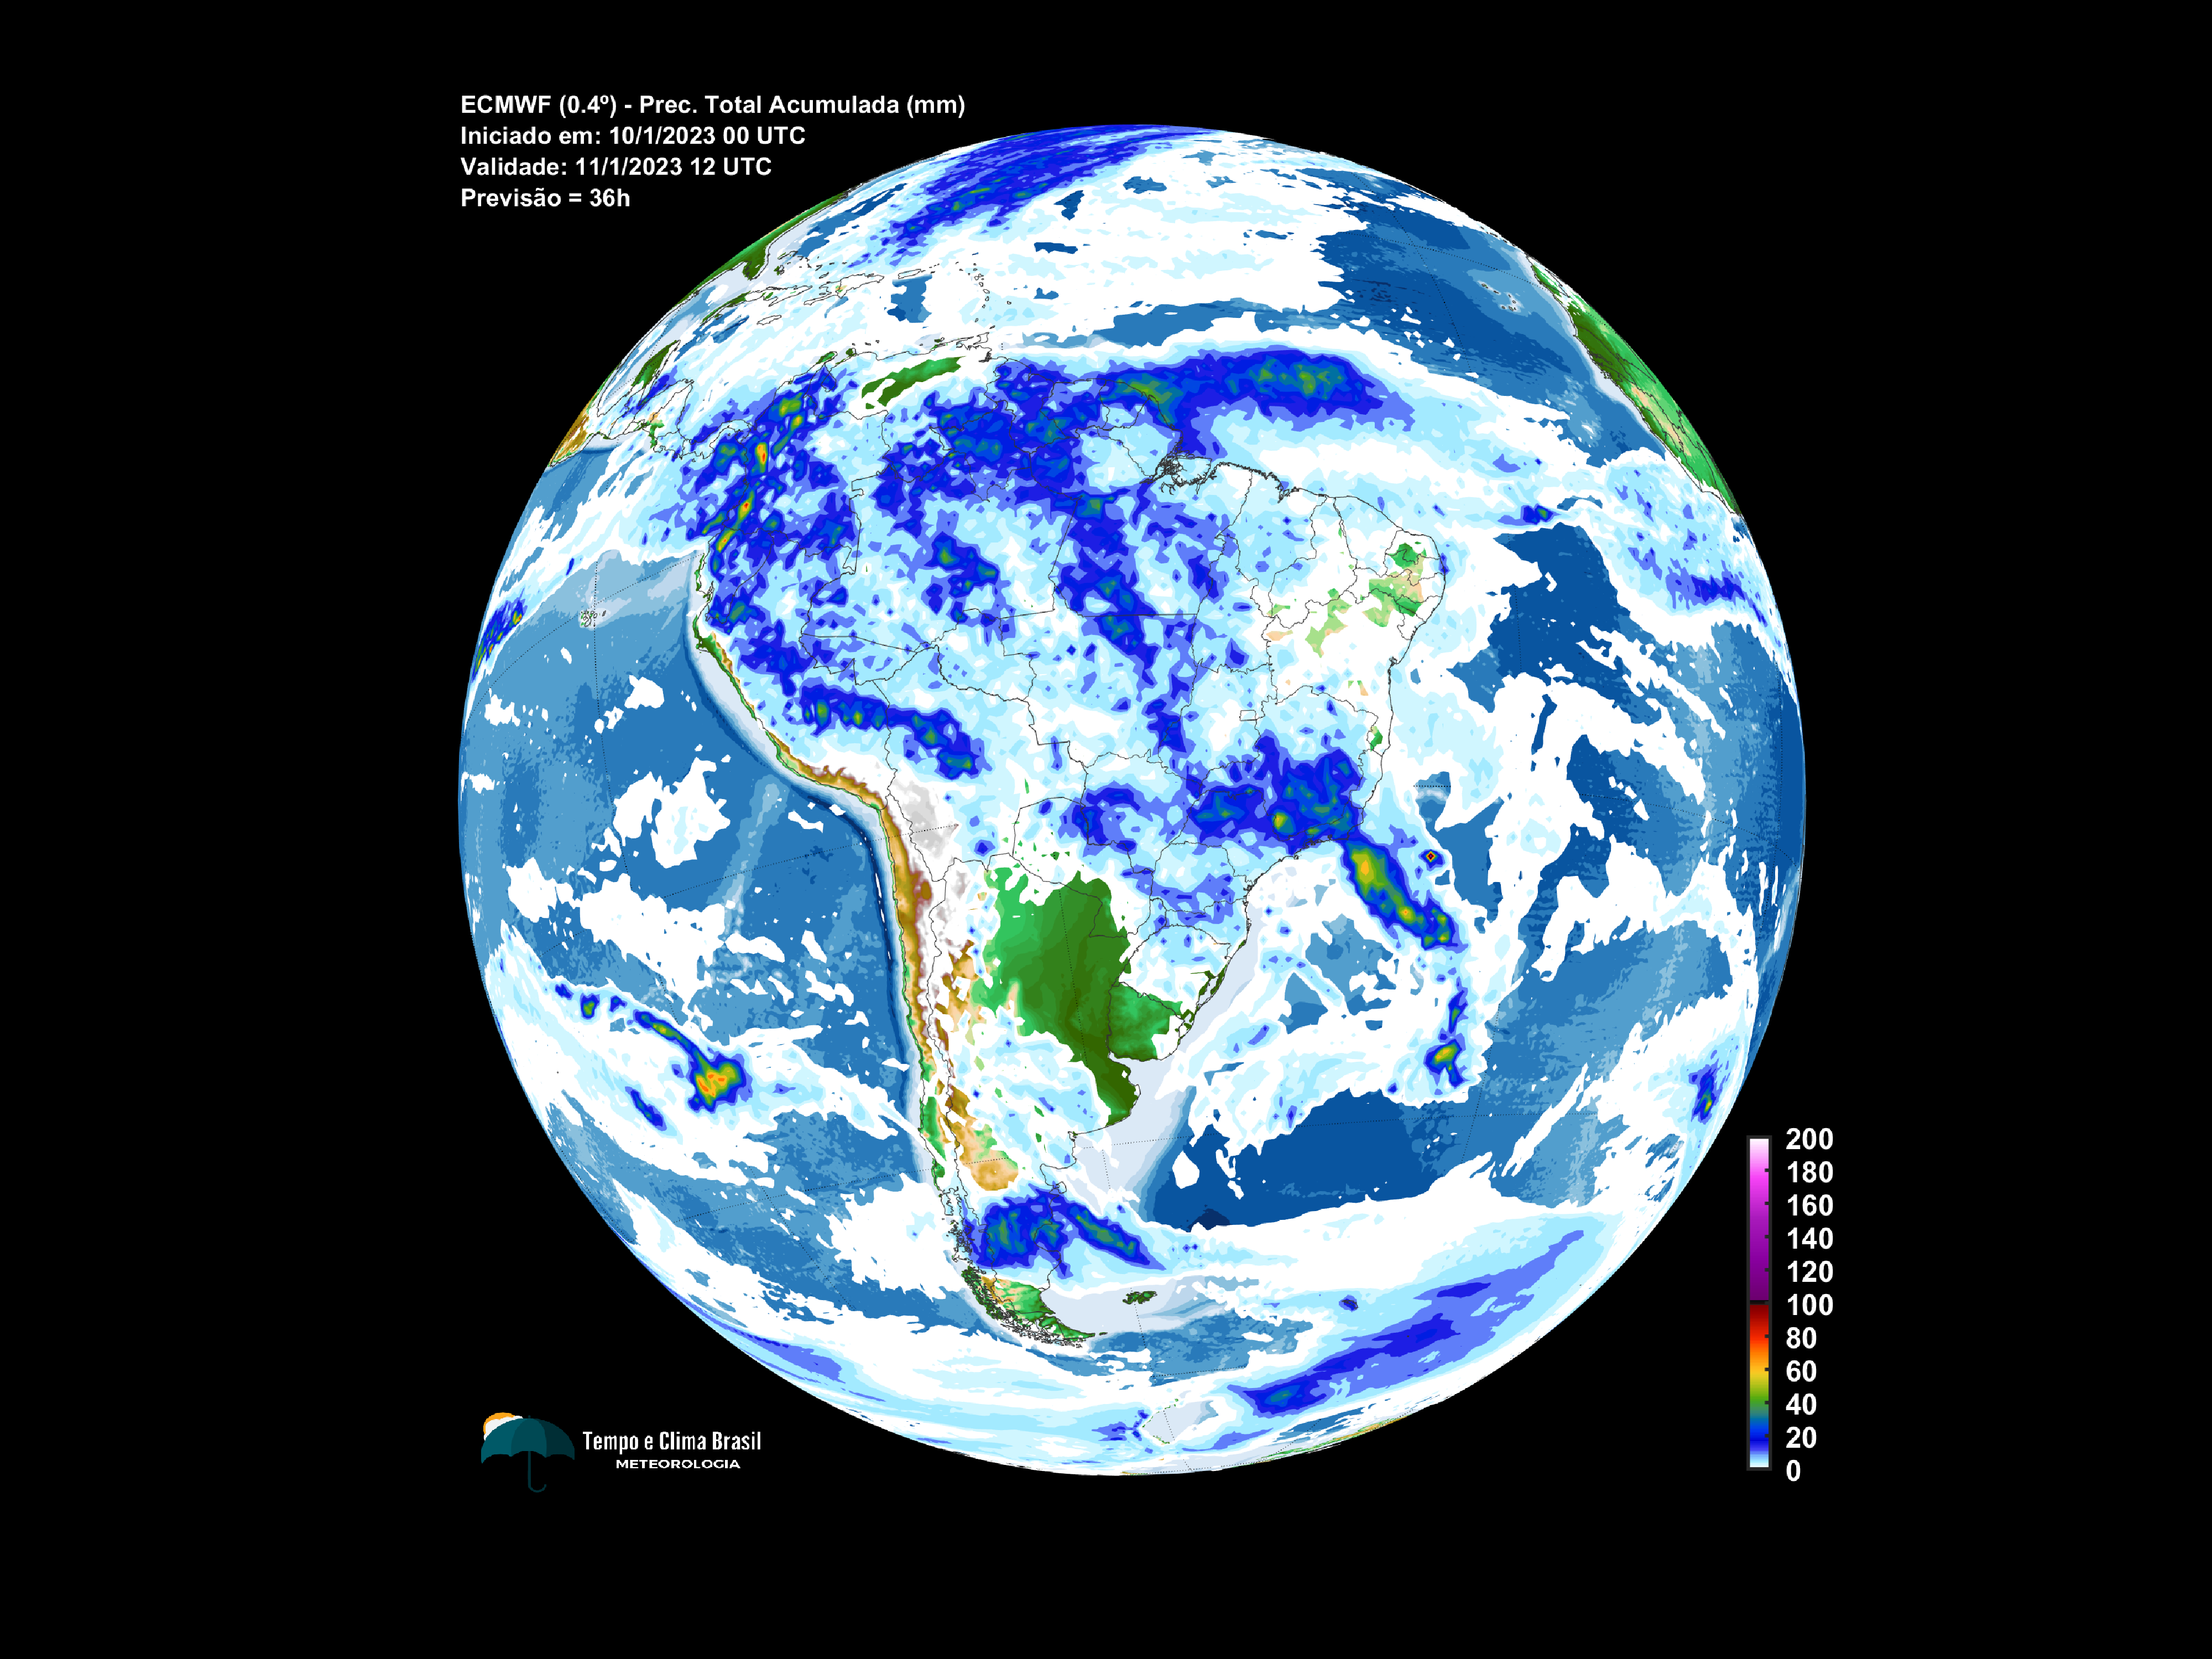 ECMWF (0.4º) - Prec. Total Acumulada (mm)
Iniciado em: 10/1/2023 00 UTC
Validade: 11/1/2023 12 UTC
Previsão = 36h
200
180
160
140
120
100
80
60
40
20
0
Tempo e Clima Brasil
METEOROLOGIA